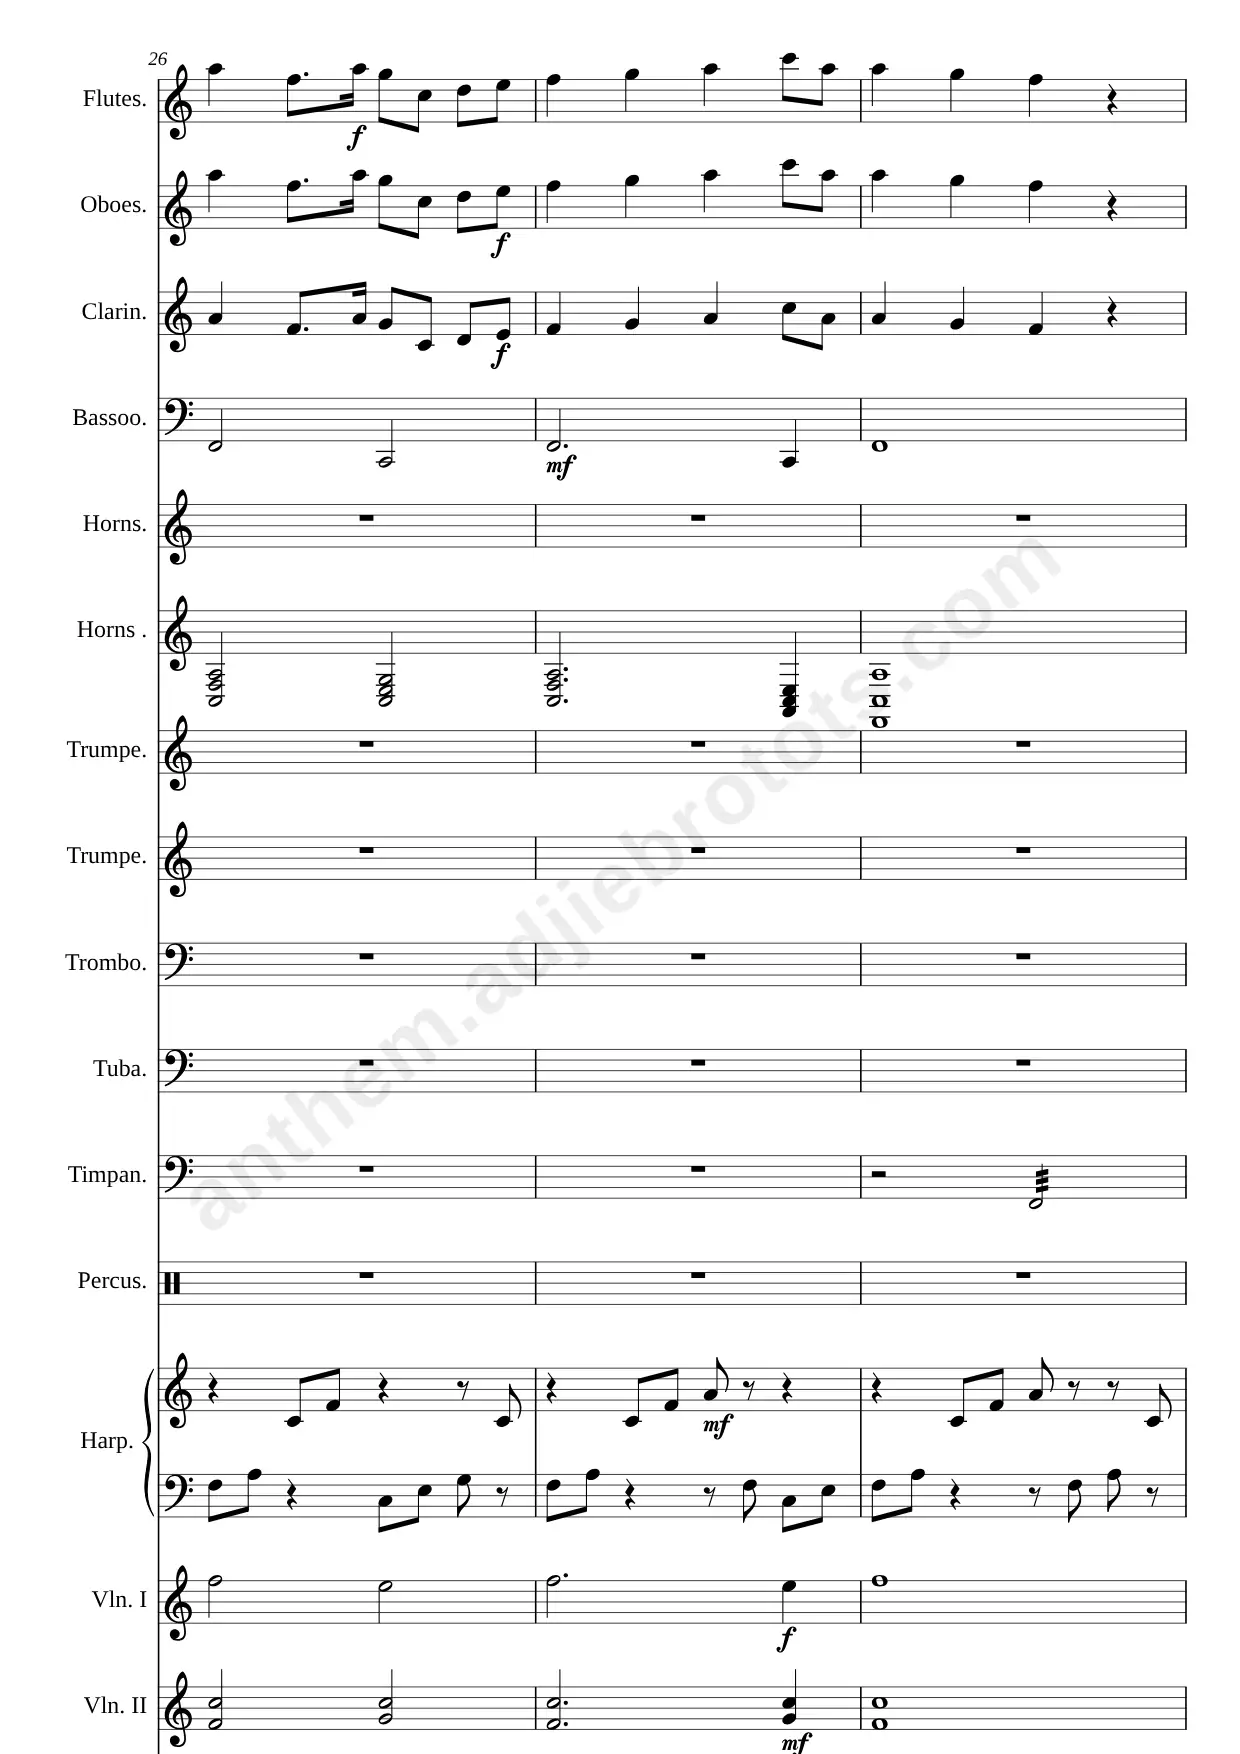 26
Flutes.
f
Oboes.
f
Clarin.
f
Bassoo.
mf
Horns.
Horns .
Trumpe.
Trumpe.
Trombo.
Tuba.
Timpan.
Percus.
Harp.
mf
Vln. I
f
Vln. II
mf
anthem.adjiebrotots.com